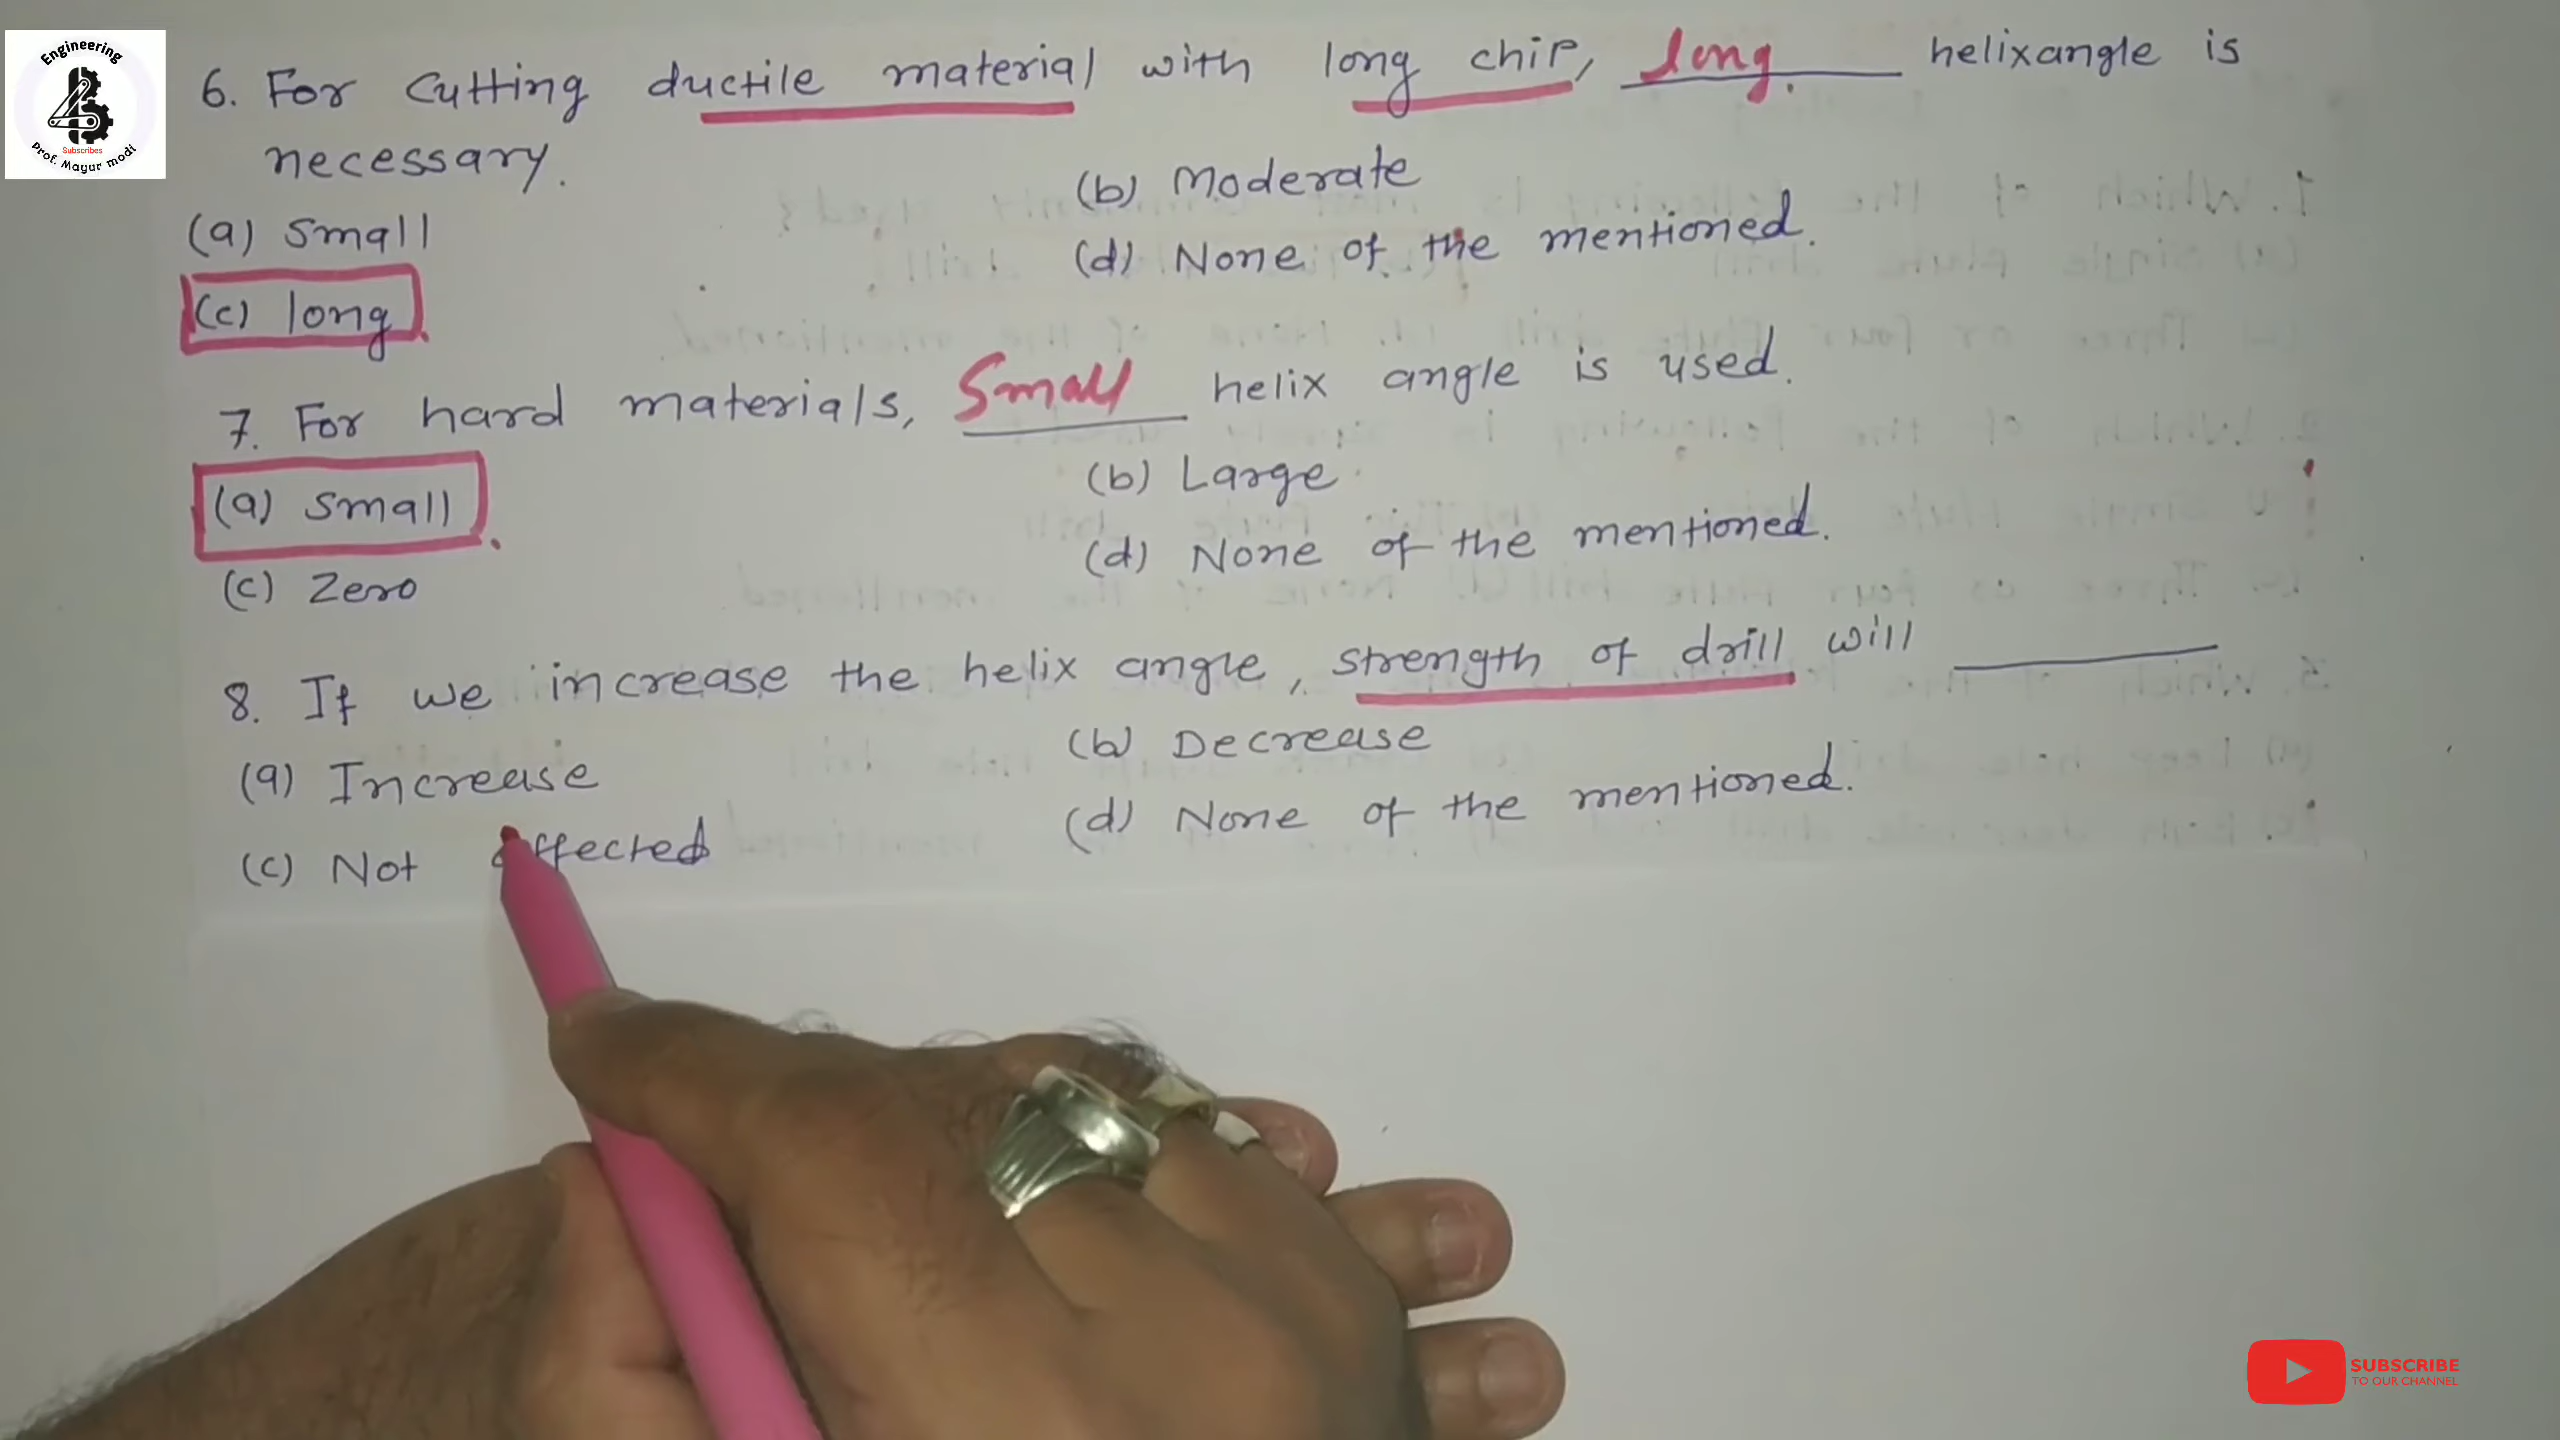 Engineering
Subscribes
Prof. Mayur modi
6. For Cutting ductile material with long chip, long helixangle is
necessary.
(a) Small
(b) Moderate
(c) long
(d) None of the mentioned.
7. For hard materials, Small helix angle is used.
(a) Small
(b) Large
(c) Zero
(d) None of the mentioned.
8. If we increase the helix angle, strength of drill will
(a) Increase
(b) Decrease
(c) Not affected
(d) None of the mentioned.
SUBSCRIBE
TO OUR CHANNEL